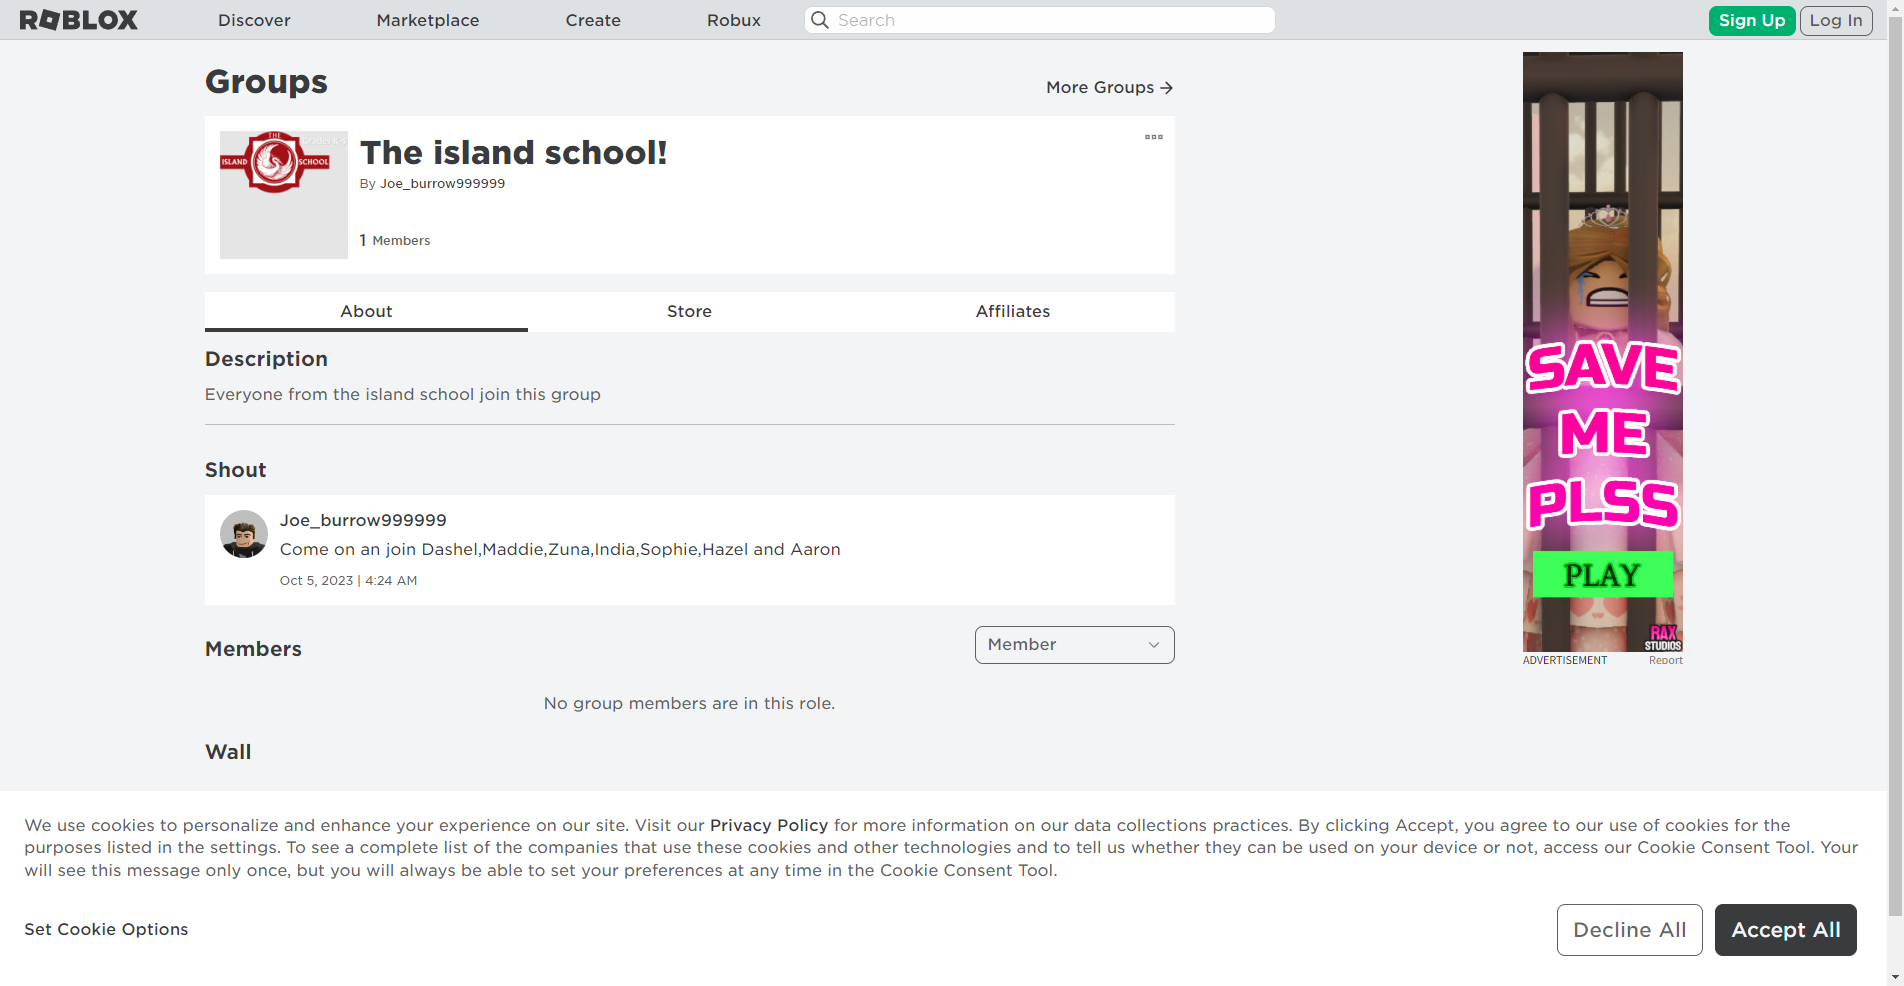 ROBLOX
Discover
Marketplace
Create
Robux
Search
Sign Up
Log In
Groups
More Groups
THE
ISLAND SCHOOL
Grades K-5
The island school!
By Joe_burrow999999
1 Members
About
Store
Affiliates
Description
Everyone from the island school join this group
Shout
Joe_burrow999999
Come on an join Dashel,Maddie,Zuna,India,Sophie,Hazel and Aaron
Oct 5, 2023 | 4:24 AM
Members
Member
No group members are in this role.
Wall
SAVE
ME
PLSS
PLAY
RAX
STUDIOS
ADVERTISEMENT
Report
We use cookies to personalize and enhance your experience on our site. Visit our Privacy Policy for more information on our data collections practices. By clicking Accept, you agree to our use of cookies for the
purposes listed in the settings. To see a complete list of the companies that use these cookies and other technologies and to tell us whether they can be used on your device or not, access our Cookie Consent Tool. Your
will see this message only once, but you will always be able to set your preferences at any time in the Cookie Consent Tool.
Set Cookie Options
Decline All
Accept All